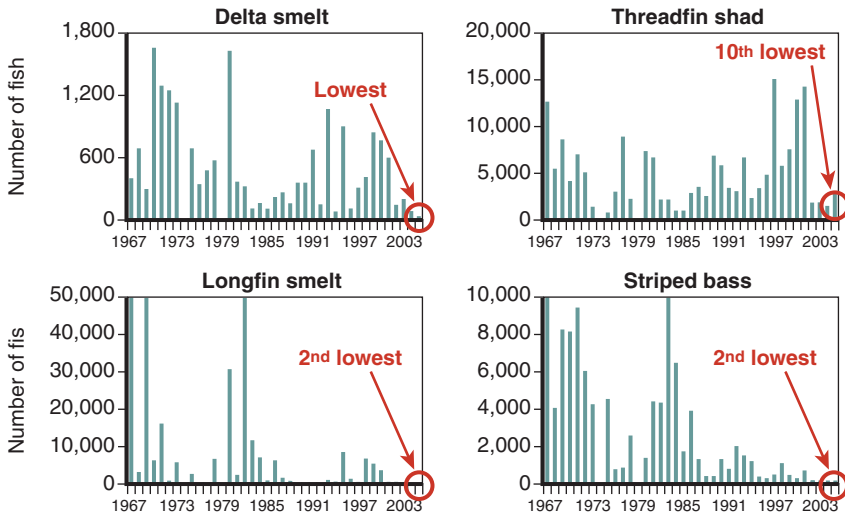 Delta smelt
Number of fish
1,800
1,200
600
0
Lowest
1967 1973 1979 1985 1991 1997 2003
Threadfin shad
20,000
15,000
10,000
5,000
0
10th lowest
1967 1973 1979 1985 1991 1997 2003
Longfin smelt
Number of fis
50,000
40,000
30,000
20,000
10,000
0
2nd lowest
1967 1973 1979 1985 1991 1997 2003
Striped bass
10,000
8,000
6,000
4,000
2,000
0
2nd lowest
1967 1973 1979 1985 1991 1997 2003